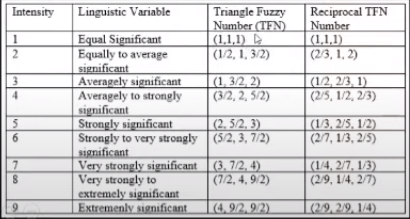 Intensity Linguistic Variable Triangle Fuzzy Reciprocal TFN
Number (TFN) Number
1 Equal Significant (1,1,1) (1,1,1)
2 Equally to average (1/2, 1, 3/2) (2/3, 1, 2)
significant
3 Averagely significant (1, 3/2, 2) (1/2, 2/3, 1)
4 Averagely to strongly (3/2, 2, 5/2) (2/5, 1/2, 2/3)
significant
5 Strongly significant (2, 5/2, 3) (1/3, 2/5, 1/2)
6 Strongly to very strongly (5/2, 3, 7/2) (2/7, 1/3, 2/5)
significant
7 Very strongly significant (3, 7/2, 4) (1/4, 2/7, 1/3)
8 Very strongly to (7/2, 4, 9/2) (2/9, 1/4, 2/7)
extremely significant
9 Extremenly significant (4, 9/2, 9/2) (2/9, 2/9, 1/4)